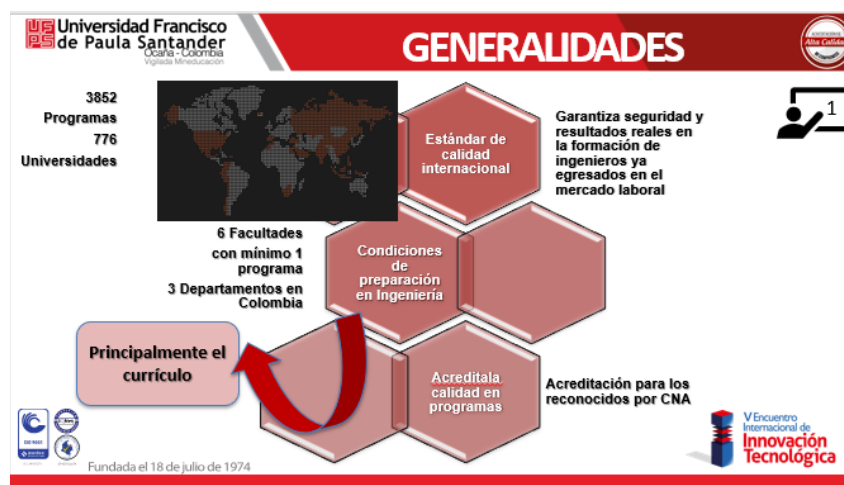 Universidad Francisco
de Paula Santander
Ocaña - Colombia
Vigilada Mineducación
GENERALIDADES
Alta Calidad
3852
Programas
776
Universidades
Estándar de
calidad
internacional
Garantiza seguridad y
resultados reales en
la formación de
ingenieros ya
egresados en el
mercado laboral
1
6 Facultades
con mínimo 1
programa
3 Departamentos en
Colombia
Condiciones
de
preparación
en Ingeniería
Principalmente el
currículo
Acreditala
calidad en
programas
Acreditación para los
reconocidos por CNA
Fundada el 18 de julio de 1974
V Encuentro
Internacional de
Innovación
Tecnológica